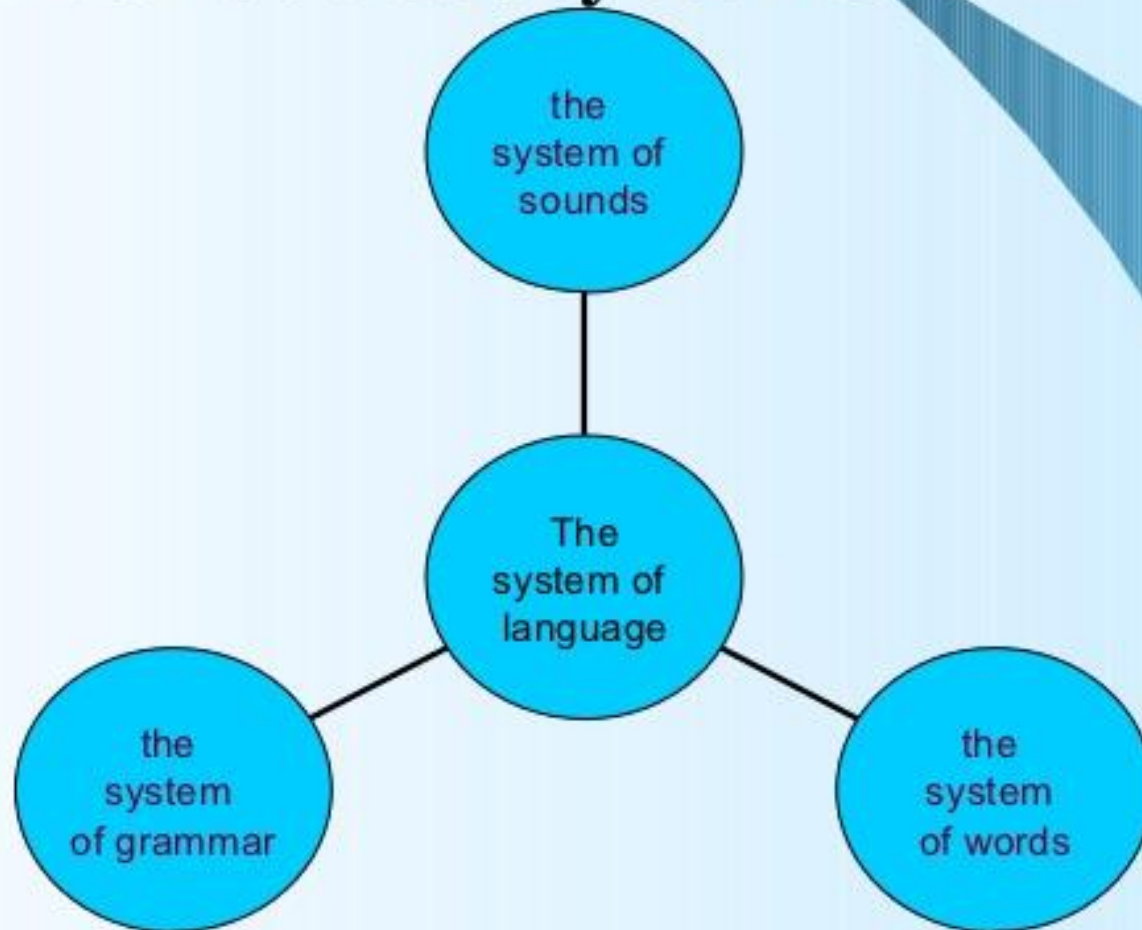 the
system of
sounds
The
system of
language
the
system
of grammar
the
system
of words